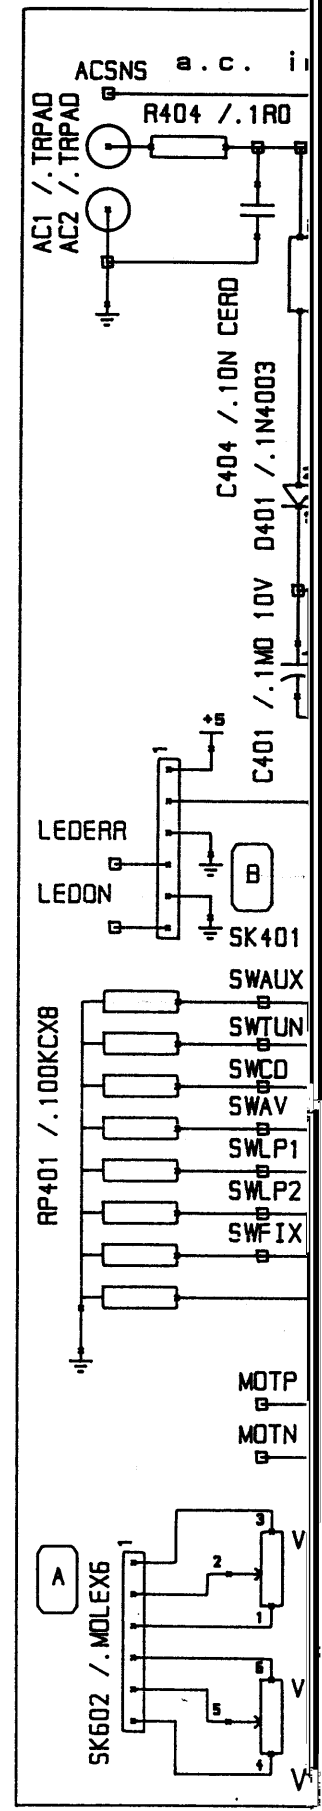 ACSNS
a.c. i
AC1 /.TRPAD
AC2 /.TRPAD
R404 /.1R0
C404 /.10N CERD
D401 /.1N4003
C401 /.1M0 10V
+5
1
LEDERR
LEDON
B
SK401
SWAUX
SWTUN
SWCD
SWAV
SWLP1
SWLP2
SWFIX
RP401 /.100KCX8
MOTP
MOTN
A
SK602 /.MOLEX6
1
3
2
1
V
6
5
4
V
V